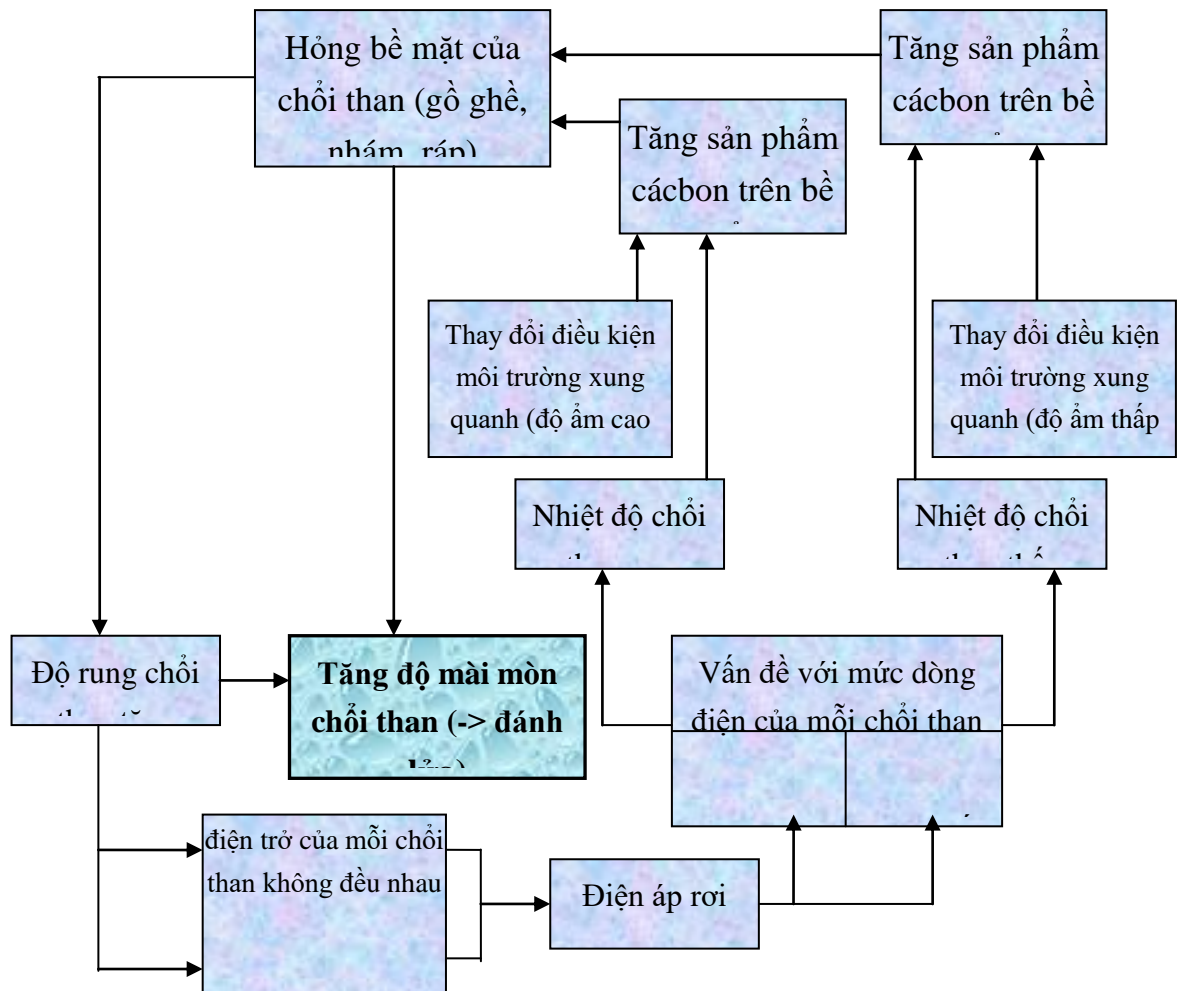 Hỏng bề mặt của
chổi than (gồ ghề,
nhám, ráp)
Tăng sản phẩm
cácbon trên bề
Tăng sản phẩm
cácbon trên bề
Thay đổi điều kiện
môi trường xung
quanh (độ ẩm cao
Thay đổi điều kiện
môi trường xung
quanh (độ ẩm thấp
Nhiệt độ chổi
Nhiệt độ chổi
Độ rung chổi
Tăng độ mài mòn
chổi than (-> đánh
lửa)
Vấn đề với mức dòng
điện của mỗi chổi than
điện trở của mỗi chổi
than không đều nhau
Điện áp rơi